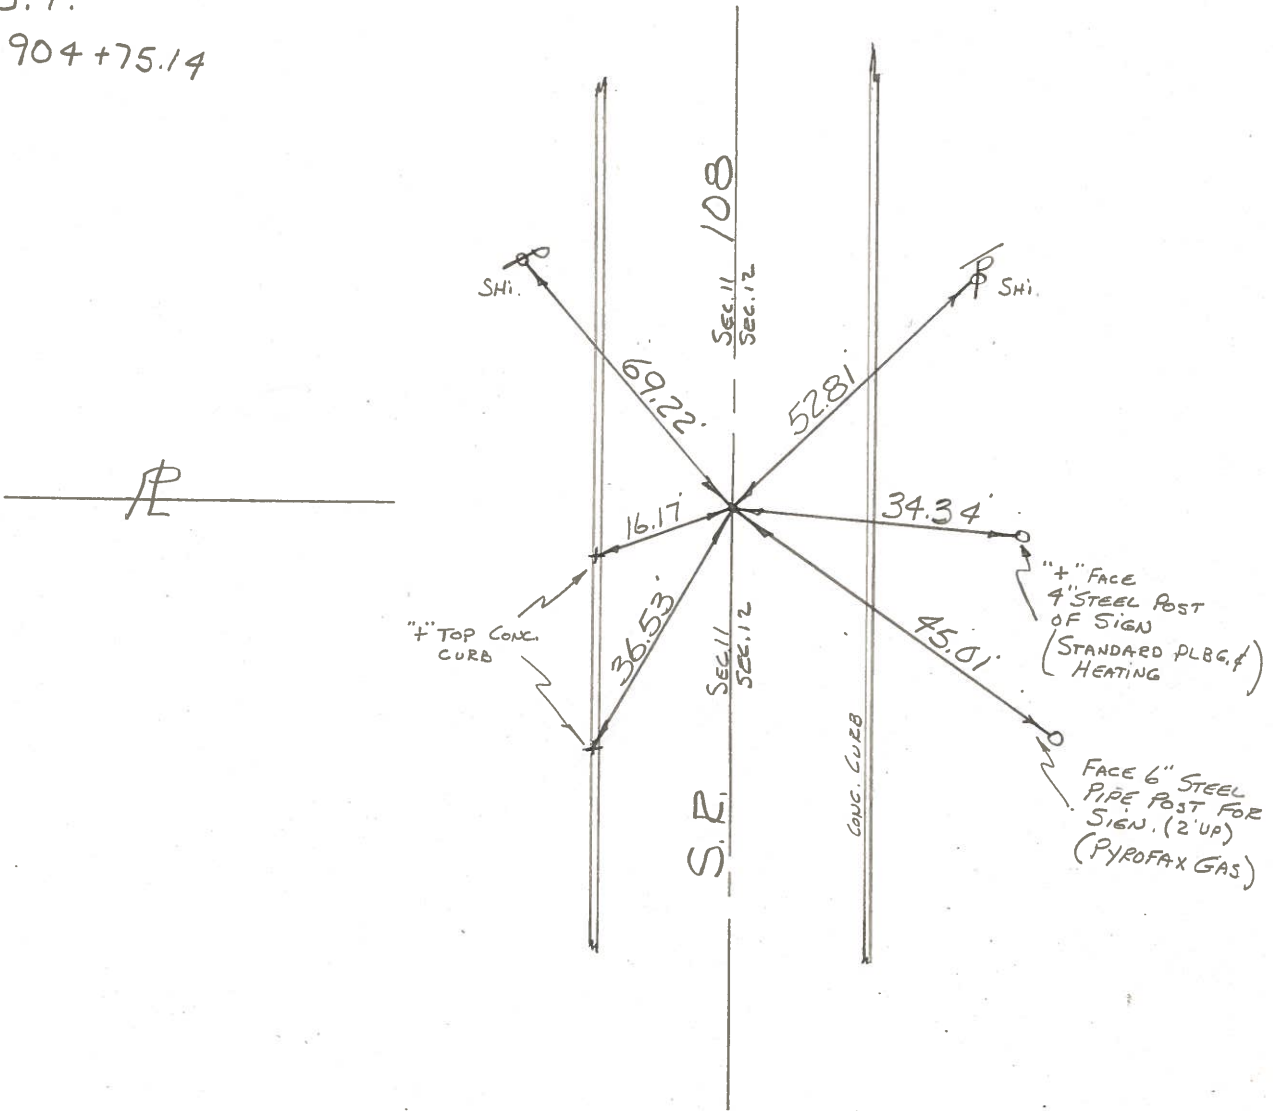 904+75.14
108
SEC.11
SEC.12
SHI.
SHI.
69.22'
52.81'
PL
16.17'
34.34'
"+" FACE
4" STEEL POST
OF SIGN
(STANDARD PLBG. &
HEATING)
"+" TOP CONC.
CURB
36.53'
SEC.11
SEC.12
45.01'
S.R.
CONC. CURB
FACE 6" STEEL
PIPE POST FOR
SIGN. (2' UP)
(PYROFAX GAS)